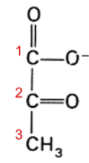 O
1 C—O⁻
2 C=O
3 CH₃